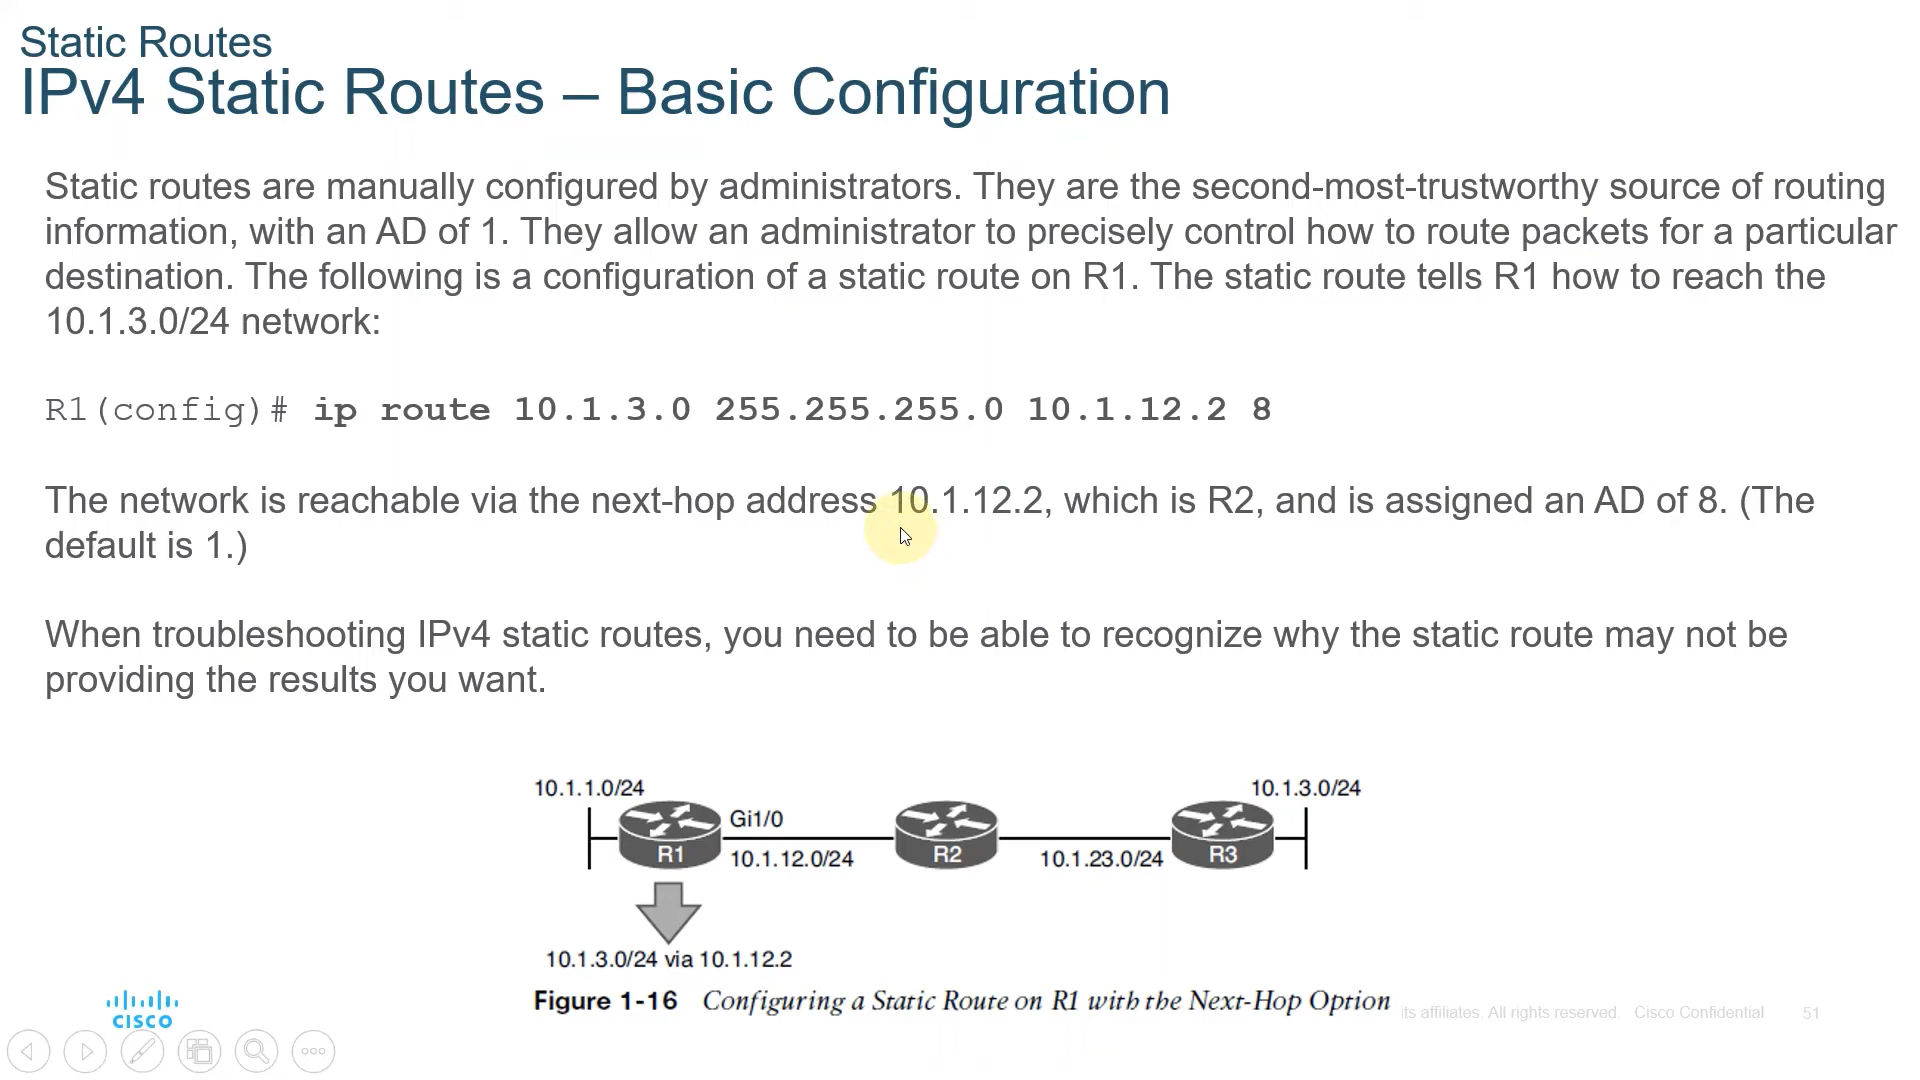 Static Routes
IPv4 Static Routes – Basic Configuration
Static routes are manually configured by administrators. They are the second-most-trustworthy source of routing
information, with an AD of 1. They allow an administrator to precisely control how to route packets for a particular
destination. The following is a configuration of a static route on R1. The static route tells R1 how to reach the
10.1.3.0/24 network:
R1(config)# ip route 10.1.3.0 255.255.255.0 10.1.12.2 8
The network is reachable via the next-hop address 10.1.12.2, which is R2, and is assigned an AD of 8. (The
default is 1.)
When troubleshooting IPv4 static routes, you need to be able to recognize why the static route may not be
providing the results you want.
10.1.1.0/24
10.1.3.0/24
Gi1/0
R1
R2
R3
10.1.12.0/24
10.1.23.0/24
10.1.3.0/24 via 10.1.12.2
Figure 1-16 Configuring a Static Route on R1 with the Next-Hop Option
its affiliates. All rights reserved. Cisco Confidential
51
CISCO